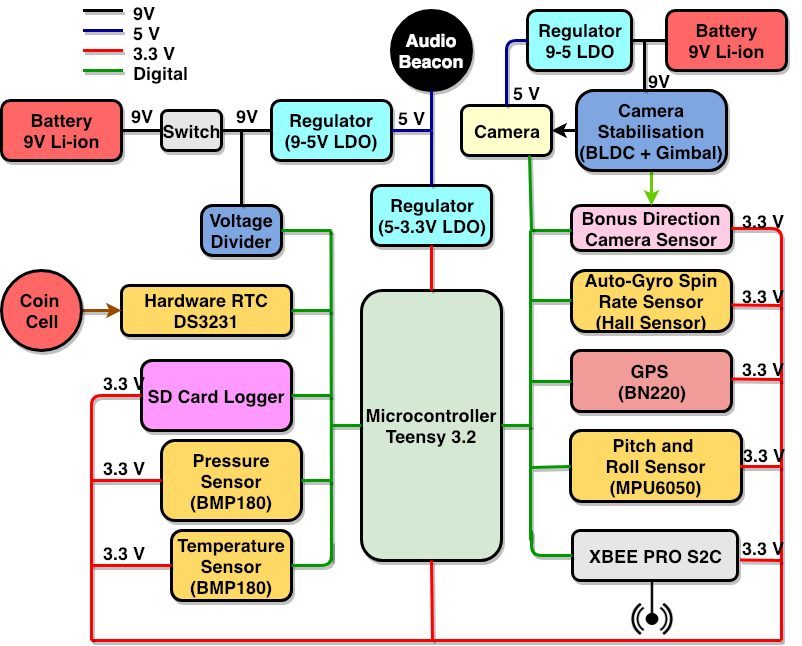 9V
5 V
3.3 V
Digital
Audio
Beacon
Regulator
9-5 LDO
Battery
9V Li-ion
9V
5 V
Battery
9V Li-ion
9V
Switch
9V
Regulator
(9-5V LDO)
5 V
Camera
Camera
Stabilisation
(BLDC + Gimbal)
Voltage
Divider
Regulator
(5-3.3V LDO)
Bonus Direction
Camera Sensor
3.3 V
Coin
Cell
Hardware RTC
DS3231
Auto-Gyro Spin
Rate Sensor
(Hall Sensor)
3.3 V
3.3 V
SD Card Logger
Microcontroller
Teensy 3.2
GPS
(BN220)
3.3 V
3.3 V
Pressure
Sensor
(BMP180)
Pitch and
Roll Sensor
(MPU6050)
3.3 V
3.3 V
Temperature
Sensor
(BMP180)
XBEE PRO S2C
3.3 V